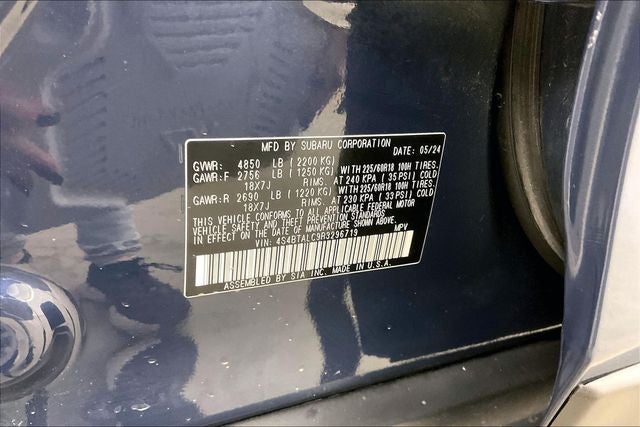 MFD BY SUBARU CORPORATION DATE: 05/24
GVWR: 4850 LB ( 2200 KG)
GAWR:F 2756 LB ( 1250 KG) WITH 225/60R18 100H TIRES.
18X7J RIMS. AT 240 KPA ( 35 PSI) COLD
GAWR:R 2690 LB ( 1220 KG) WITH 225/60R18 100H TIRES.
18X7J RIMS. AT 230 KPA ( 33 PSI) COLD
THIS VEHICLE CONFORMS TO ALL APPLICABLE FEDERAL MOTOR
VEHICLE SAFETY AND THEFT PREVENTION STANDARDS
IN EFFECT ON THE DATE OF MANUFACTURE SHOWN ABOVE.
VIN: 4S4BTALC9R3296719 MPV
ASSEMBLED BY SIA INC. MADE IN U.S.A.